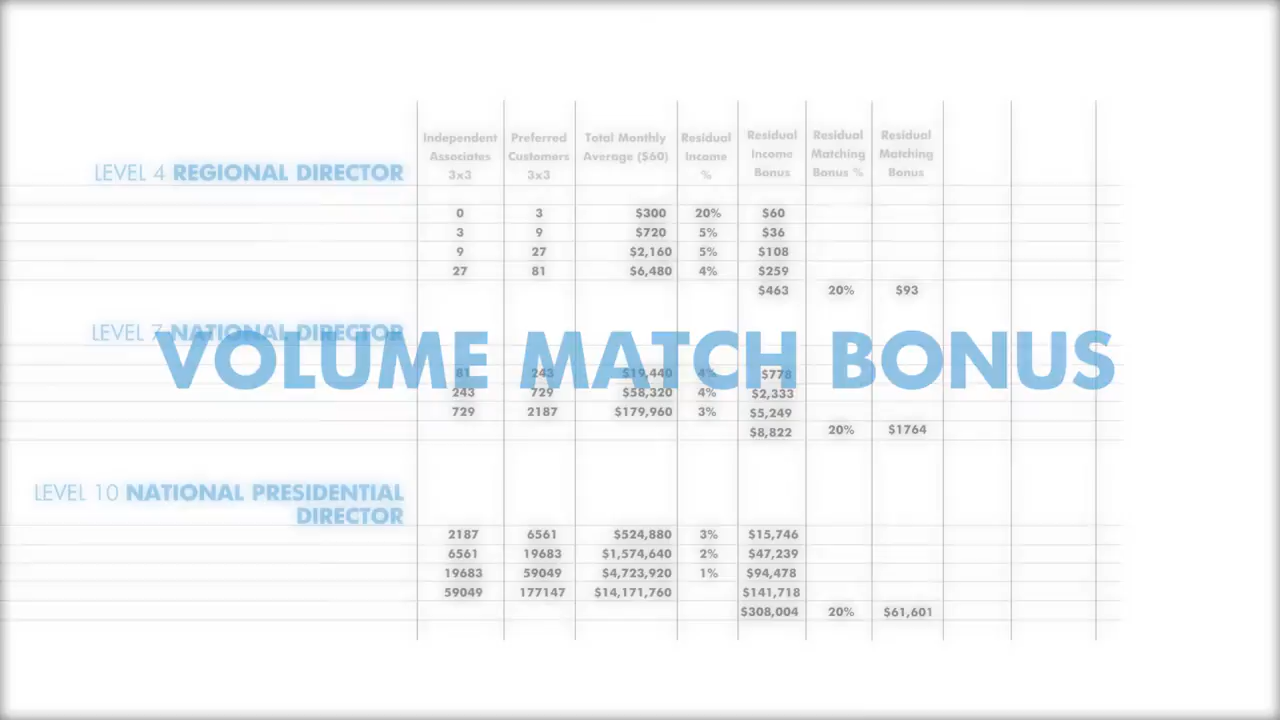 Independent Preferred Total Monthly Residual Residual Residual Residual
Associates Customers Average ($60) Income Income Matching Matching
3x3 3x3 % Bonus Bonus % Bonus
LEVEL 4 REGIONAL DIRECTOR
0 3 $300 20% $60
3 9 $720 5% $36
9 27 $2,160 5% $108
27 81 $6,480 4% $259
$463 20% $93
LEVEL 7 NATIONAL DIRECTOR
VOLUME MATCH BONUS
81 243 $19,440 4% $778
243 729 $58,320 4% $2,333
729 2187 $179,960 3% $5,249
$8,822 20% $1764
LEVEL 10 NATIONAL PRESIDENTIAL
DIRECTOR
2187 6561 $524,880 3% $15,746
6561 19683 $1,574,640 2% $47,239
19683 59049 $4,723,920 1% $94,478
59049 177147 $14,171,760 $141,718
$308,004 20% $61,601